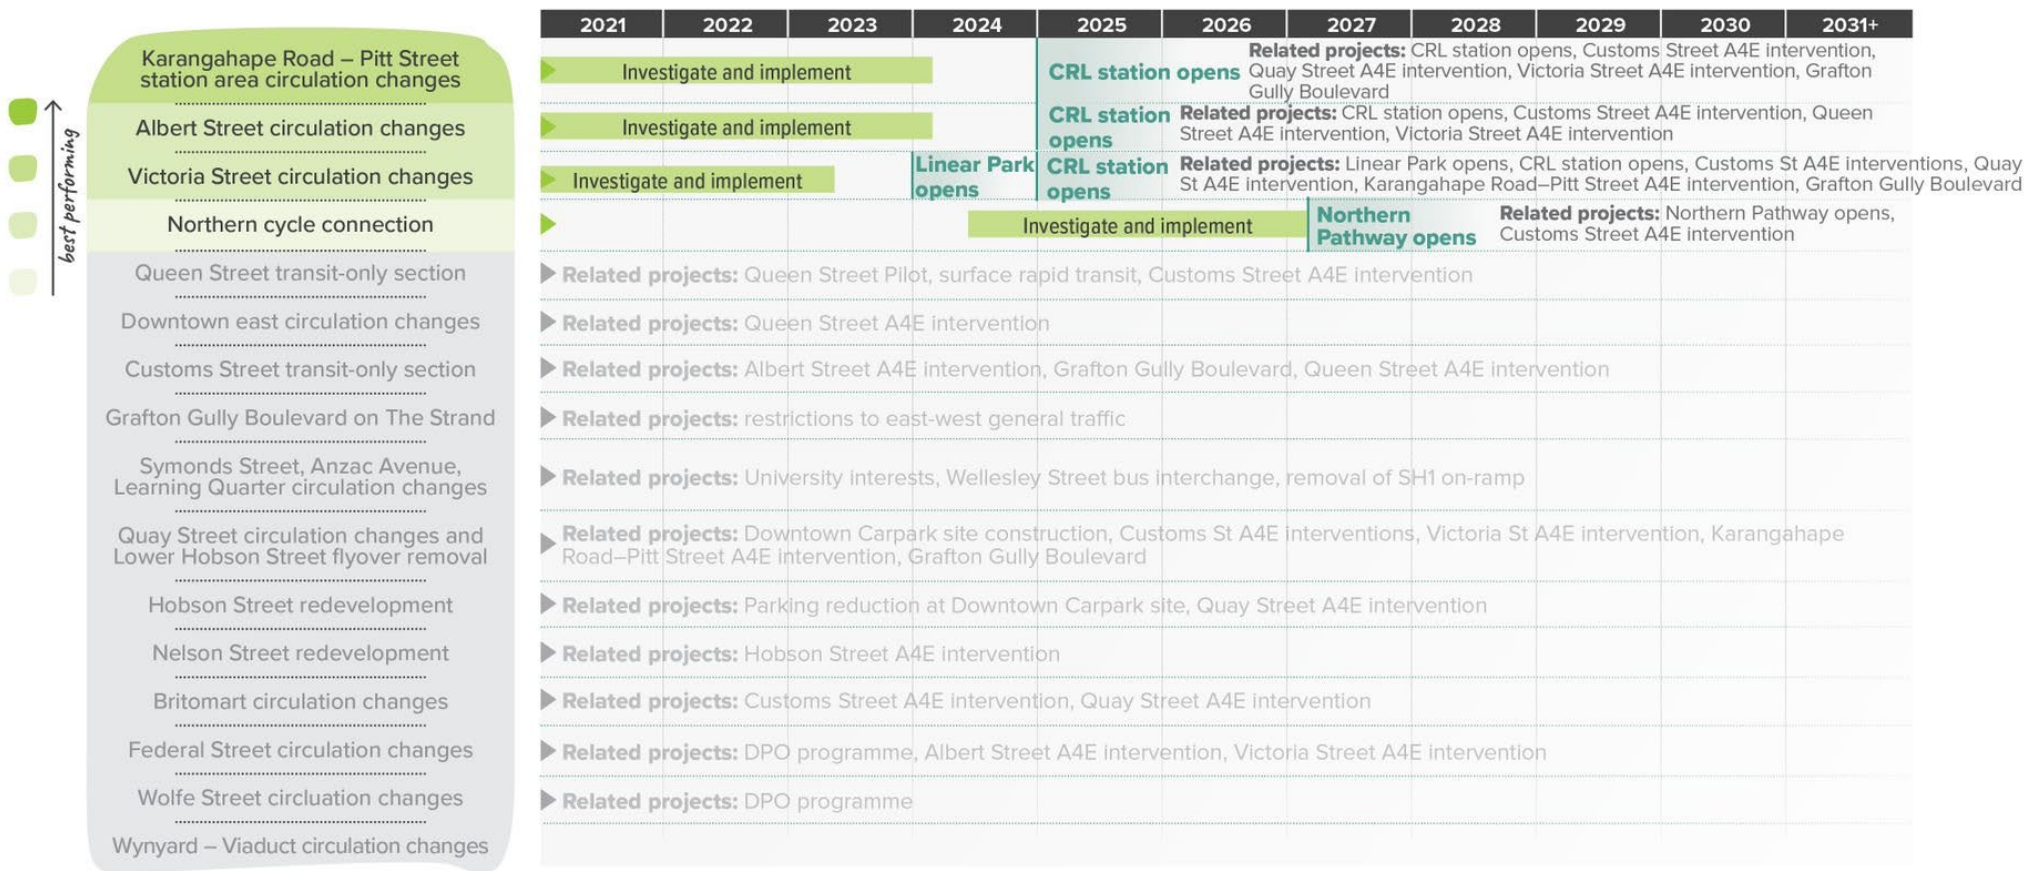 2021 2022 2023 2024 2025 2026 2027 2028 2029 2030 2031+
best performing
Karangahape Road – Pitt Street
station area circulation changes
Investigate and implement
CRL station opens
Related projects: CRL station opens, Customs Street A4E intervention,
Quay Street A4E intervention, Victoria Street A4E intervention, Grafton
Gully Boulevard
Albert Street circulation changes
Investigate and implement
CRL station
opens
Related projects: CRL station opens, Customs Street A4E intervention, Queen
Street A4E intervention, Victoria Street A4E intervention
Victoria Street circulation changes
Investigate and implement
Linear Park
opens
CRL station
opens
Related projects: Linear Park opens, CRL station opens, Customs St A4E interventions, Quay
St A4E intervention, Karangahape Road–Pitt Street A4E intervention, Grafton Gully Boulevard
Northern cycle connection
Investigate and implement
Northern
Pathway opens
Related projects: Northern Pathway opens,
Customs Street A4E intervention
Queen Street transit-only section
Related projects: Queen Street Pilot, surface rapid transit, Customs Street A4E intervention
Downtown east circulation changes
Related projects: Queen Street A4E intervention
Customs Street transit-only section
Related projects: Albert Street A4E intervention, Grafton Gully Boulevard, Queen Street A4E intervention
Grafton Gully Boulevard on The Strand
Related projects: restrictions to east-west general traffic
Symonds Street, Anzac Avenue,
Learning Quarter circulation changes
Related projects: University interests, Wellesley Street bus interchange, removal of SH1 on-ramp
Quay Street circulation changes and
Lower Hobson Street flyover removal
Related projects: Downtown Carpark site construction, Customs St A4E interventions, Victoria St A4E intervention, Karangahape
Road–Pitt Street A4E intervention, Grafton Gully Boulevard
Hobson Street redevelopment
Related projects: Parking reduction at Downtown Carpark site, Quay Street A4E intervention
Nelson Street redevelopment
Related projects: Hobson Street A4E intervention
Britomart circulation changes
Related projects: Customs Street A4E intervention, Quay Street A4E intervention
Federal Street circulation changes
Related projects: DPO programme, Albert Street A4E intervention, Victoria Street A4E intervention
Wolfe Street circluation changes
Related projects: DPO programme
Wynyard – Viaduct circulation changes